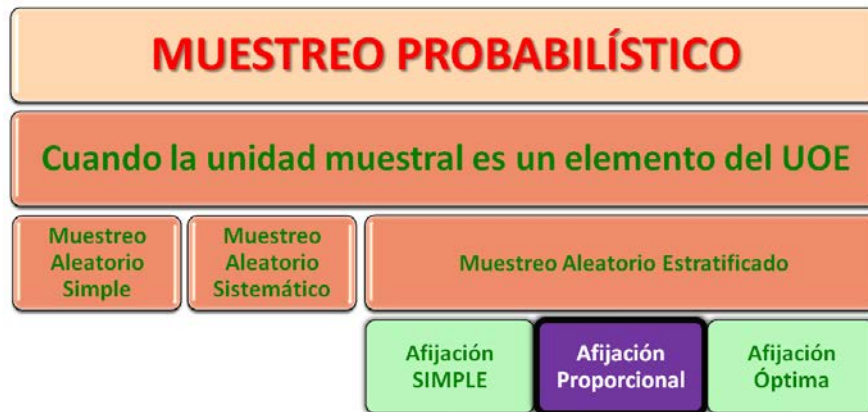 MUESTREO PROBABILÍSTICO
Cuando la unidad muestral es un elemento del UOE
Muestreo
Aleatorio
Simple
Muestreo
Aleatorio
Sistemático
Muestreo Aleatorio Estratificado
Afijación
SIMPLE
Afijación
Proporcional
Afijación
Óptima